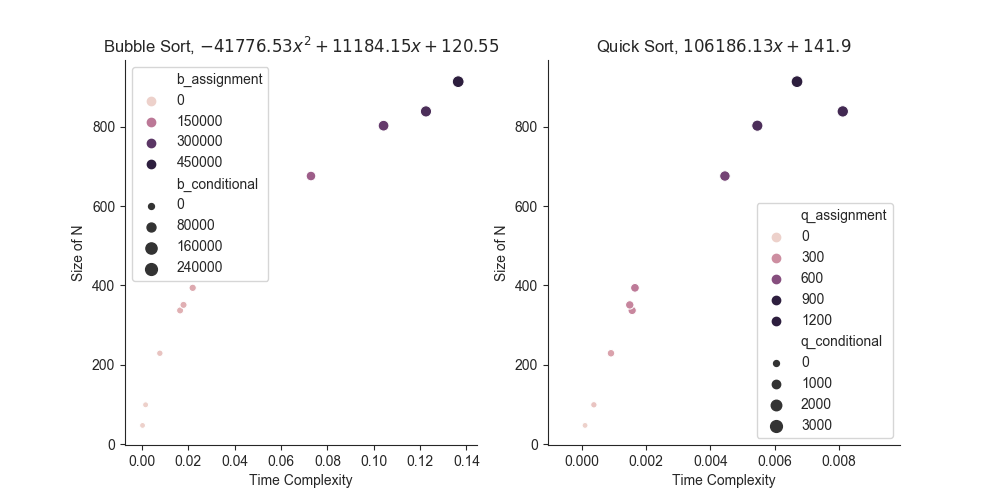 Bubble Sort, −41776.53x² + 11184.15x + 120.55
b_assignment
0
150000
300000
450000
b_conditional
0
80000
160000
240000
Size of N
800
600
400
200
0
0.00 0.02 0.04 0.06 0.08 0.10 0.12 0.14
Time Complexity
Quick Sort, 106186.13x + 141.9
q_assignment
0
300
600
900
1200
q_conditional
0
1000
2000
3000
Size of N
800
600
400
200
0
0.000 0.002 0.004 0.006 0.008
Time Complexity